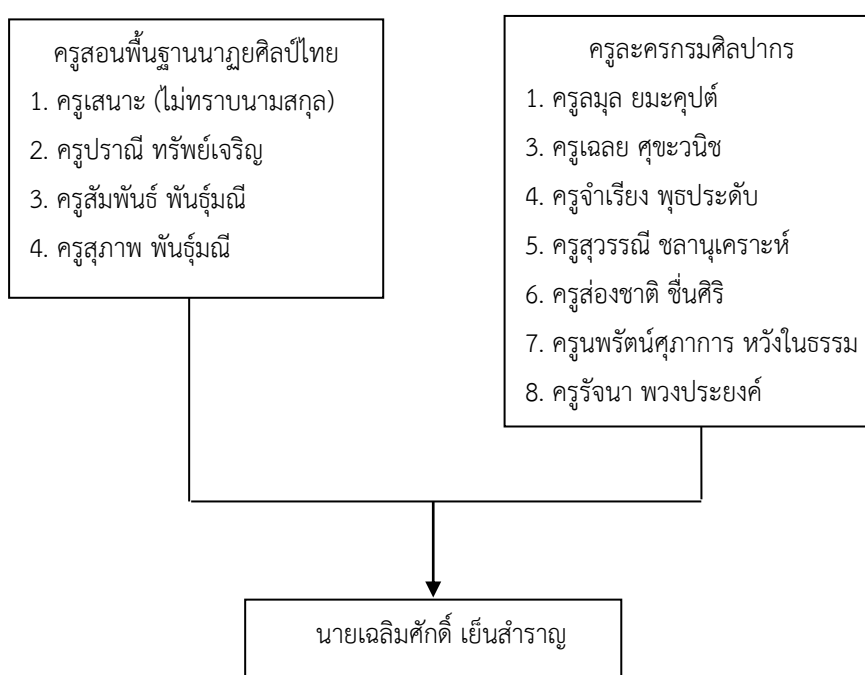 ครูสอนพื้นฐานนาฏยศิลป์ไทย
1. ครูเสนาะ (ไม่ทราบนามสกุล)
2. ครูปราณี ทรัพย์เจริญ
3. ครูสัมพันธ์ พันธุ์มณี
4. ครูสุภาพ พันธุ์มณี
ครูละครกรมศิลปากร
1. ครูลมุล ยมะคุปต์
3. ครูเฉลย ศุขะวนิช
4. ครูจำเรียง พุธประดับ
5. ครูสุวรรณี ชลานุเคราะห์
6. ครูส่องชาติ ชื่นศิริ
7. ครูนพรัตน์ศุภาการ หวังในธรรม
8. ครูรัจนา พวงประยงค์
นายเฉลิมศักดิ์ เย็นสำราญ